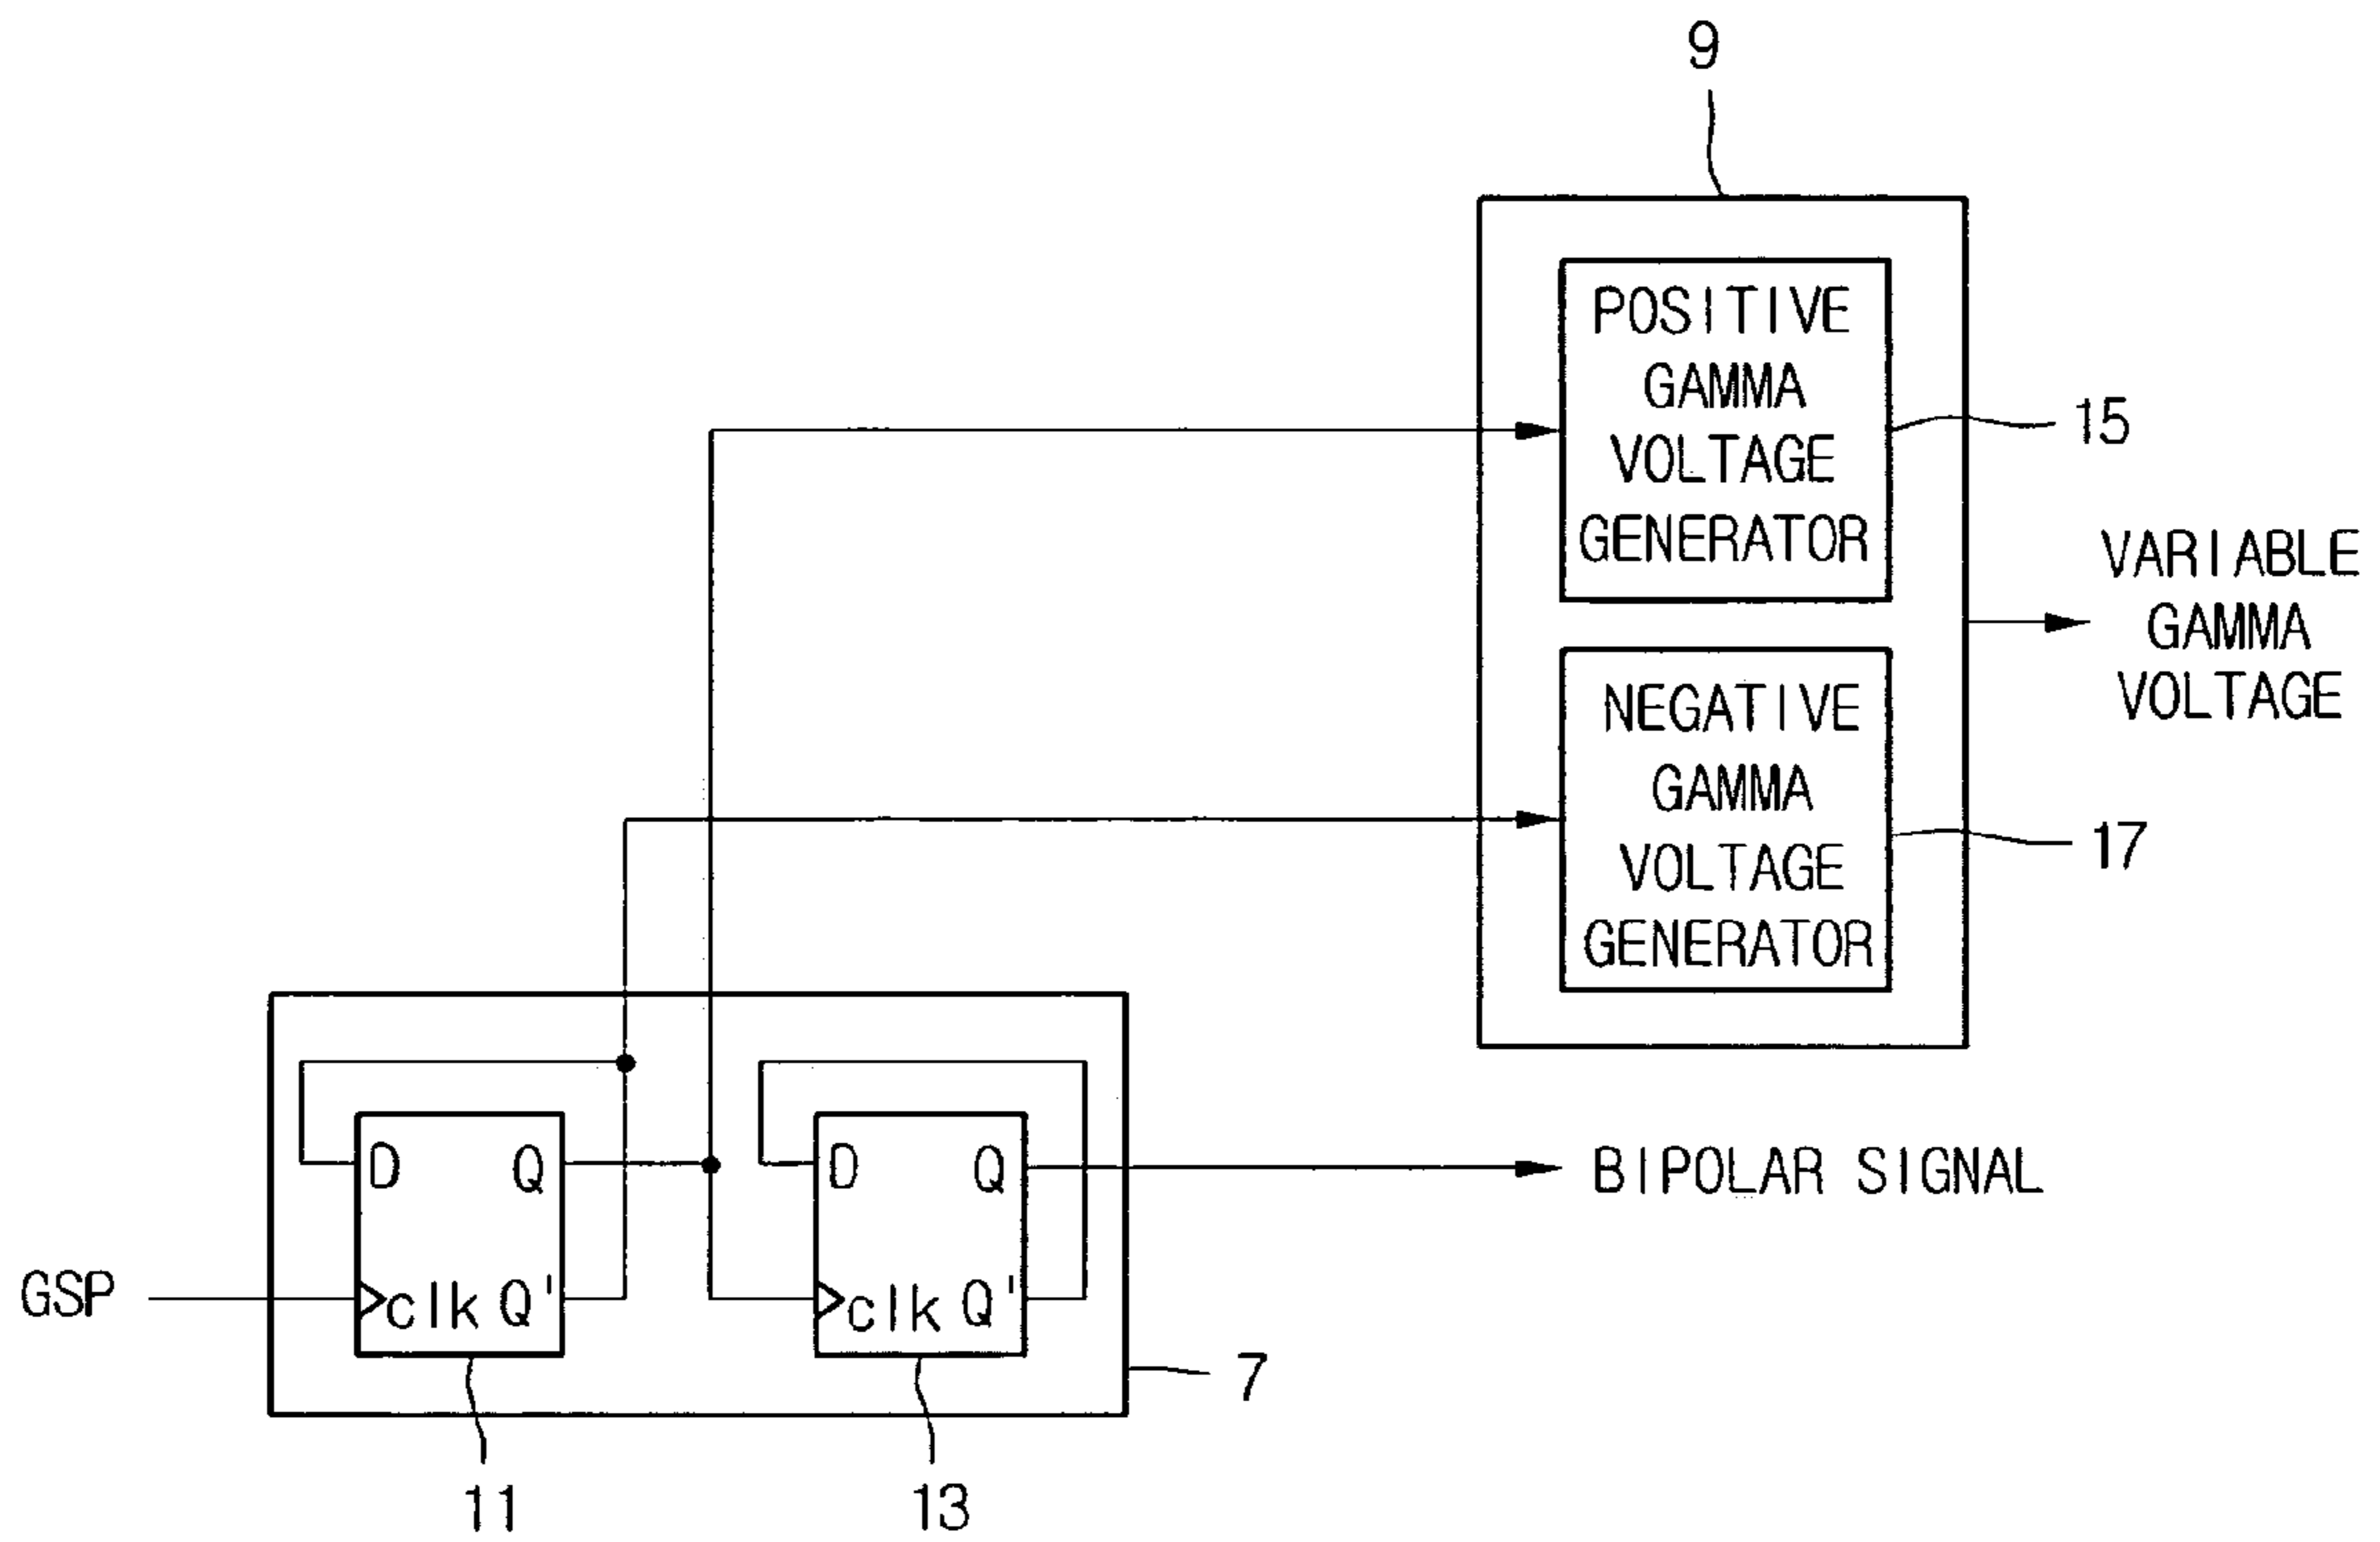 9
POSITIVE
GAMMA
VOLTAGE
GENERATOR
15
VARIABLE
GAMMA
VOLTAGE
NEGATIVE
GAMMA
VOLTAGE
GENERATOR
17
D Q
clk Q'
D Q
clk Q'
BIPOLAR SIGNAL
GSP
7
11
13